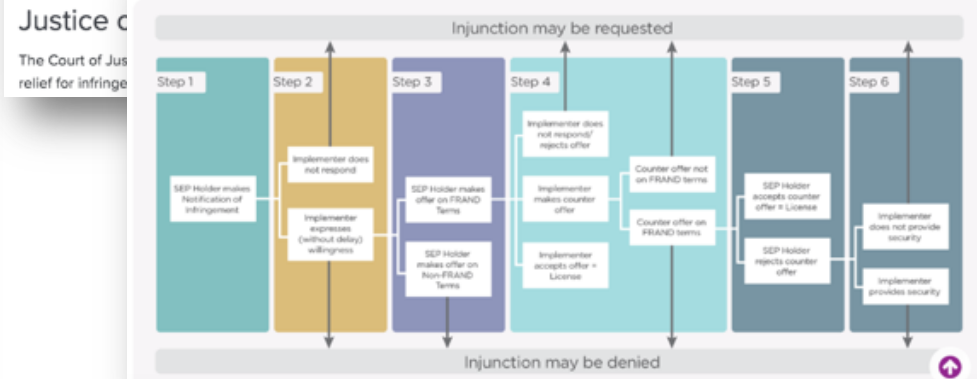 Justice o
The Court of Jus
relief for infringe
Injunction may be requested
Step 1
SEP Holder makes
Notification of
Infringement
Step 2
Implementer does
not respond
Implementer
expresses
(without delay)
willingness
Step 3
SEP Holder makes
offer on FRAND
Terms
SEP Holder
makes offer on
Non-FRAND
Terms
Step 4
Implementer does
not respond/
rejects offer
Implementer
makes counter
offer
Implementer
accepts offer =
License
Counter offer not
on FRAND terms
Counter offer on
FRAND terms
Step 5
SEP Holder
accepts counter
offer = License
SEP Holder
rejects counter
offer
Step 6
Implementer
does not provide
security
Implementer
provides security
Injunction may be denied